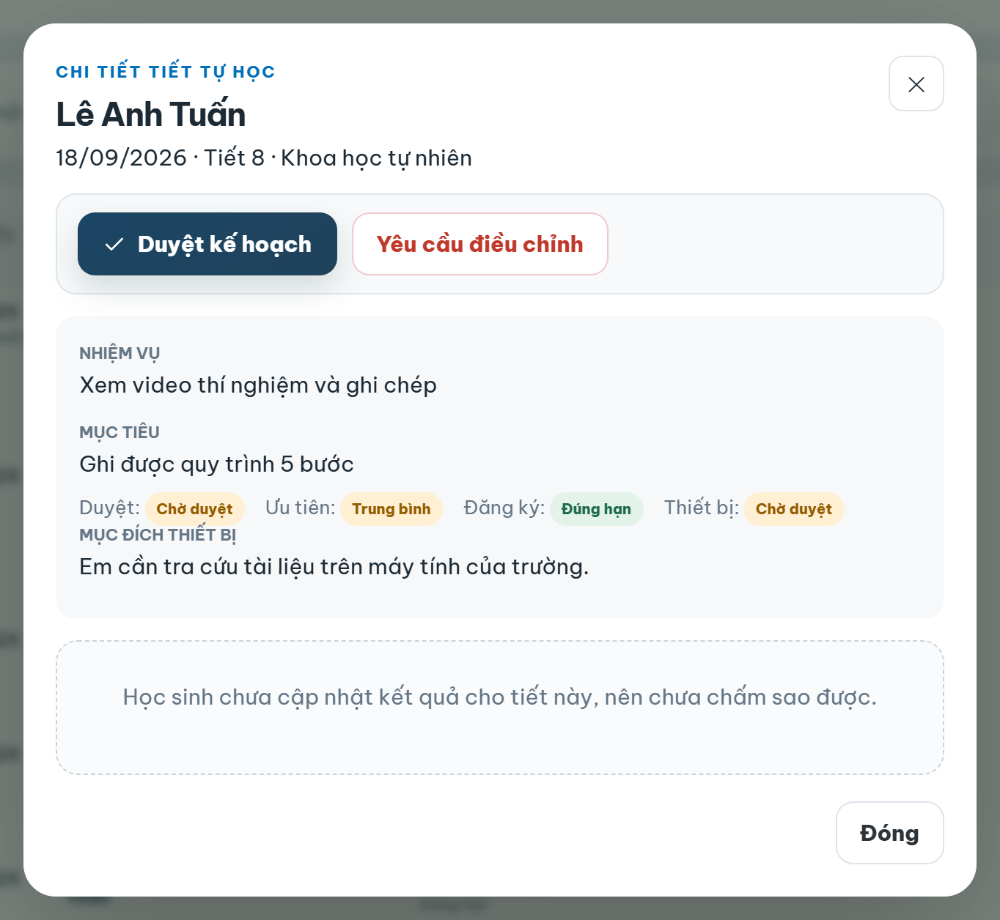 CHI TIẾT TIẾT TỰ HỌC
Lê Anh Tuấn
18/09/2026 · Tiết 8 · Khoa học tự nhiên
Duyệt kế hoạch
Yêu cầu điều chỉnh
NHIỆM VỤ
Xem video thí nghiệm và ghi chép
MỤC TIÊU
Ghi được quy trình 5 bước
Duyệt: Chờ duyệt Ưu tiên: Trung bình Đăng ký: Đúng hạn Thiết bị: Chờ duyệt
MỤC ĐÍCH THIẾT BỊ
Em cần tra cứu tài liệu trên máy tính của trường.
Học sinh chưa cập nhật kết quả cho tiết này, nên chưa chấm sao được.
Đóng